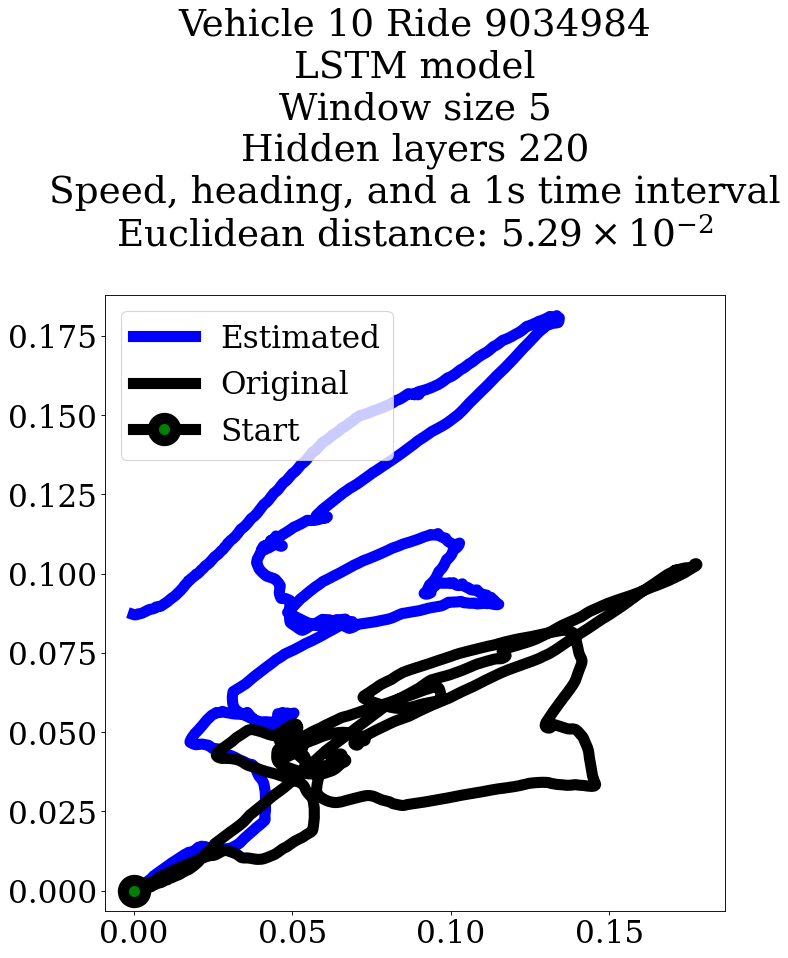 Vehicle 10 Ride 9034984
LSTM model
Window size 5
Hidden layers 220
Speed, heading, and a 1s time interval
Euclidean distance: 5.29 × 10⁻²
Estimated
Original
Start
0.175
0.150
0.125
0.100
0.075
0.050
0.025
0.000
0.00 0.05 0.10 0.15